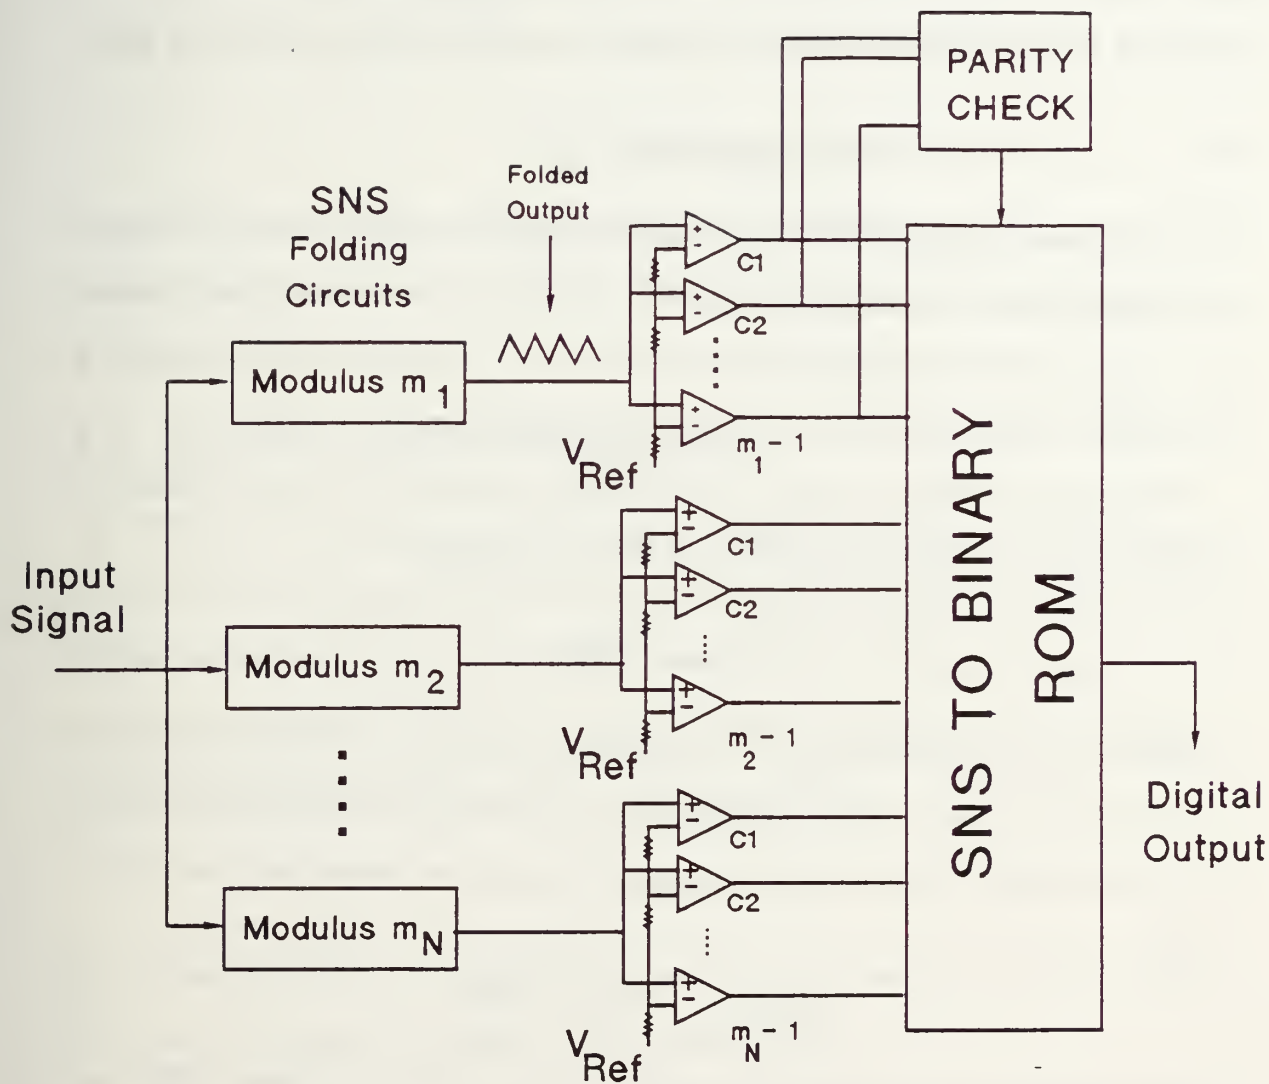 PARITY
CHECK
Folded
Output
SNS
Folding
Circuits
+
-
C1
+
-
C2
Modulus m1
+
-
m1 - 1
VRef
+
-
C1
Input
Signal
+
-
C2
Modulus m2
+
-
m2 - 1
VRef
SNS TO BINARY
ROM
+
-
C1
Digital
Output
+
-
C2
Modulus mN
+
-
mN - 1
VRef